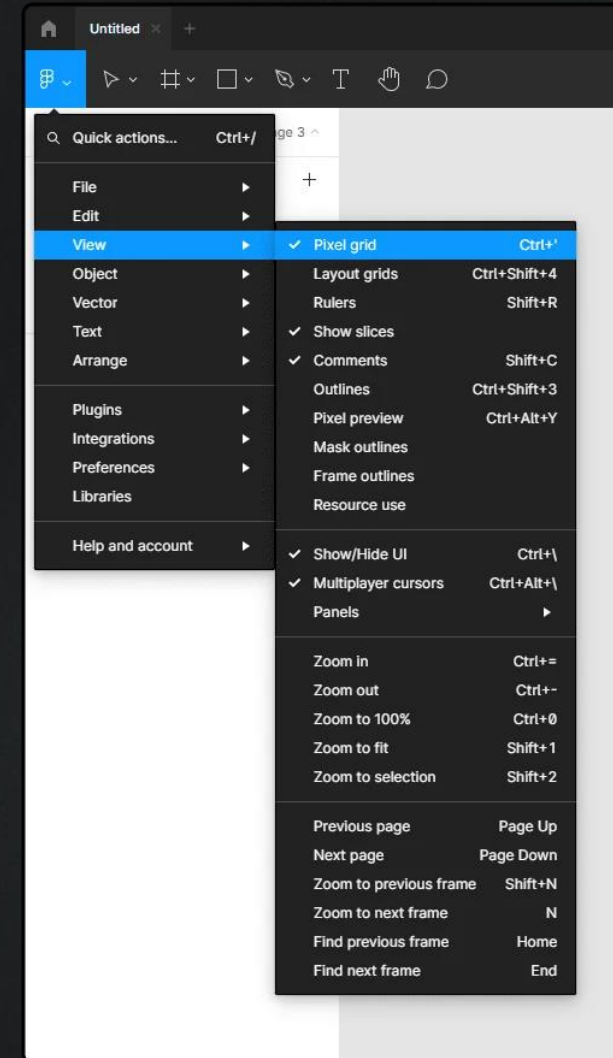 Untitled
Quick actions... Ctrl+/
ge 3
File
Edit
View
Object
Vector
Text
Arrange
Plugins
Integrations
Preferences
Libraries
Help and account
Pixel grid Ctrl+'
Layout grids Ctrl+Shift+4
Rulers Shift+R
Show slices
Comments Shift+C
Outlines Ctrl+Shift+3
Pixel preview Ctrl+Alt+Y
Mask outlines
Frame outlines
Resource use
Show/Hide UI Ctrl+\
Multiplayer cursors Ctrl+Alt+\
Panels
Zoom in Ctrl+=
Zoom out Ctrl+-
Zoom to 100% Ctrl+0
Zoom to fit Shift+1
Zoom to selection Shift+2
Previous page Page Up
Next page Page Down
Zoom to previous frame Shift+N
Zoom to next frame N
Find previous frame Home
Find next frame End